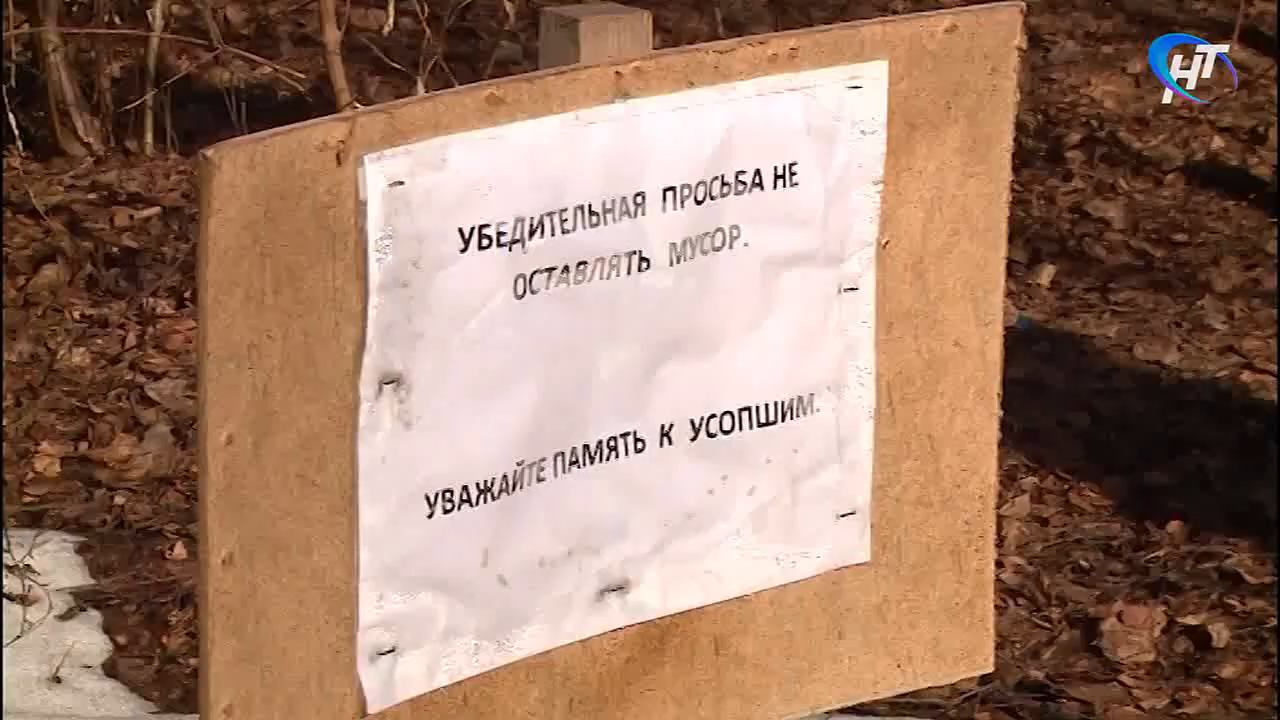 НТ
УБЕДИТЕЛЬНАЯ ПРОСЬБА НЕ
ОСТАВЛЯТЬ МУСОР.
УВАЖАЙТЕ ПАМЯТЬ К УСОПШИМ.